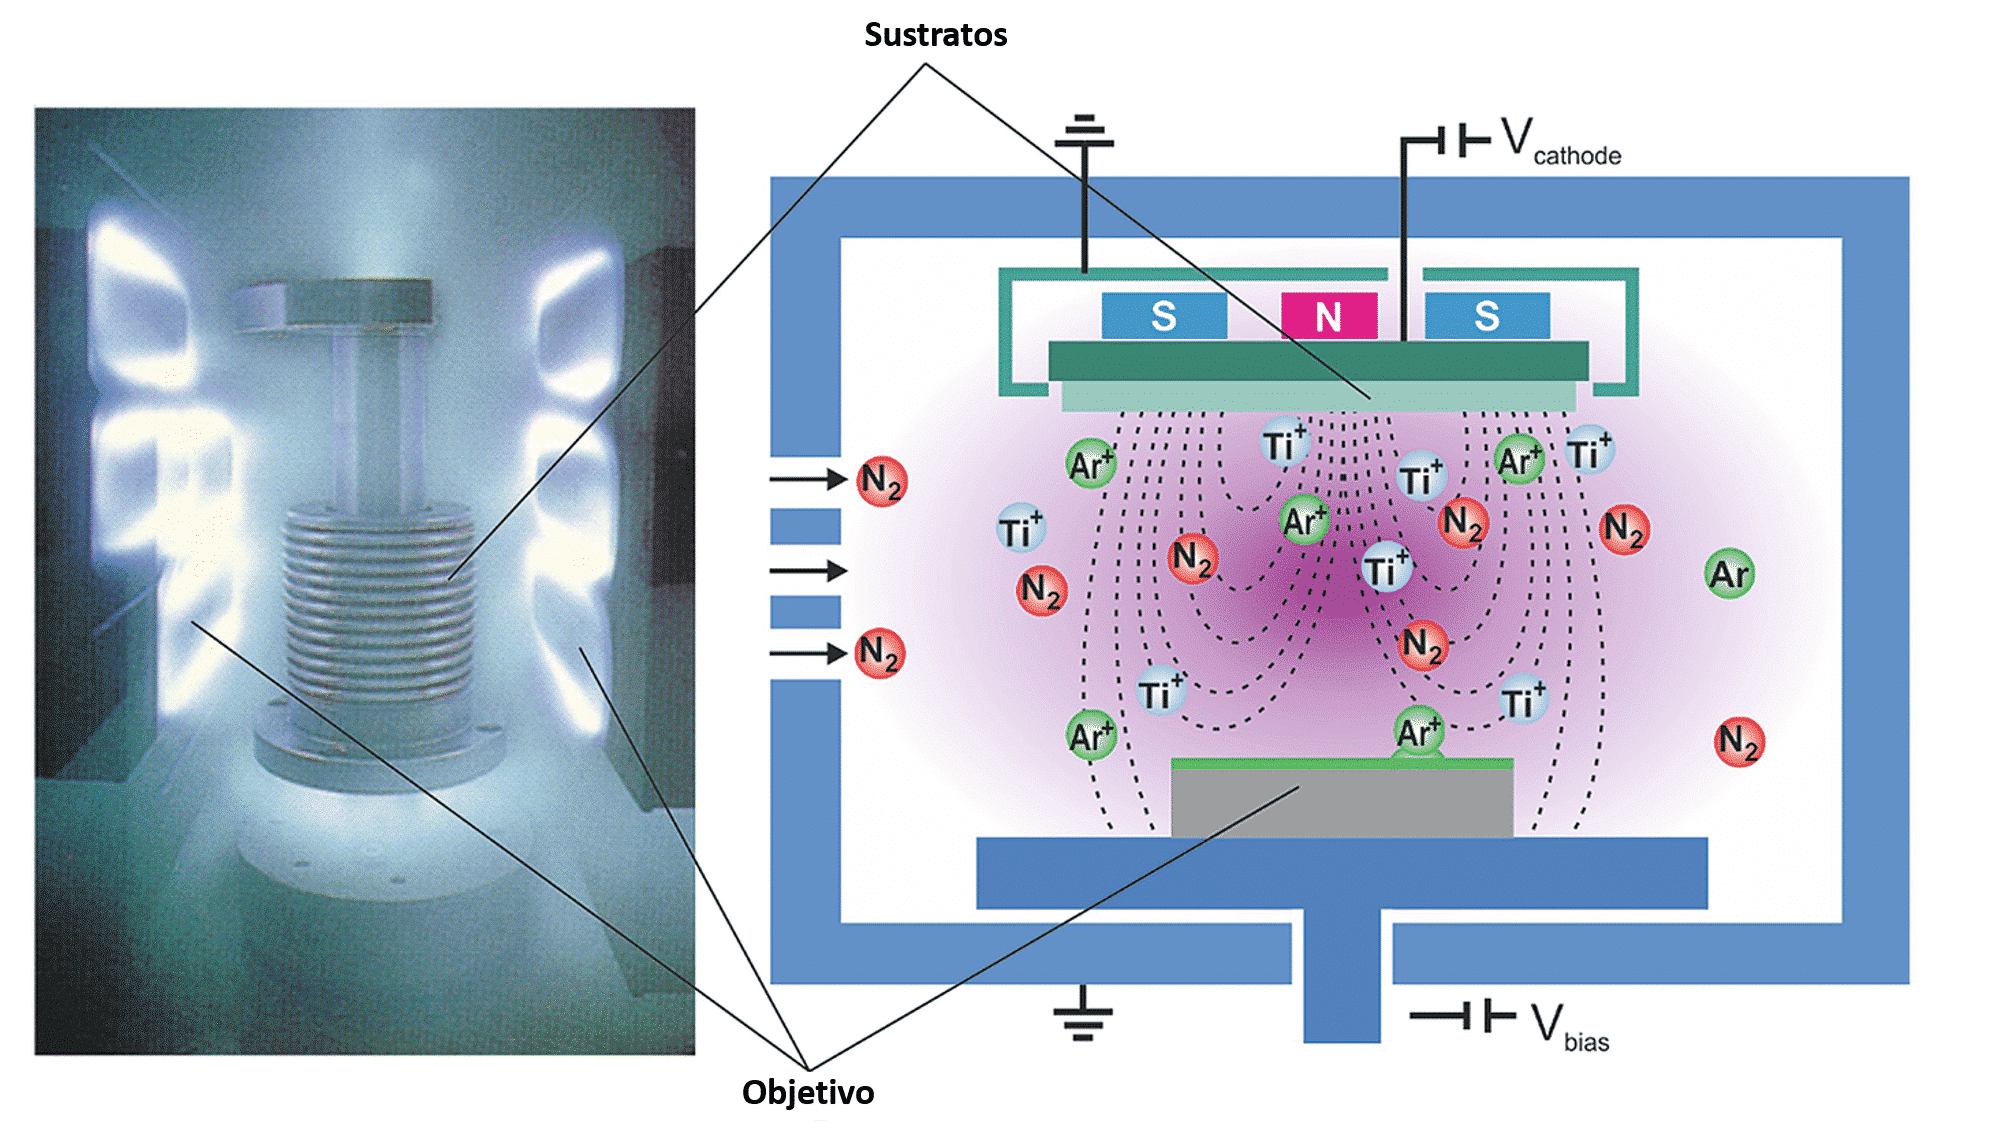 Sustratos
V cathode
S N S
Ti+
Ar+
Ar+
Ti+
Ti+
N2
Ti+
Ar+
N2
N2
N2
Ti+
Ar
N2
N2
N2
Ti+
Ti+
Ar+
Ar+
N2
V bias
Objetivo